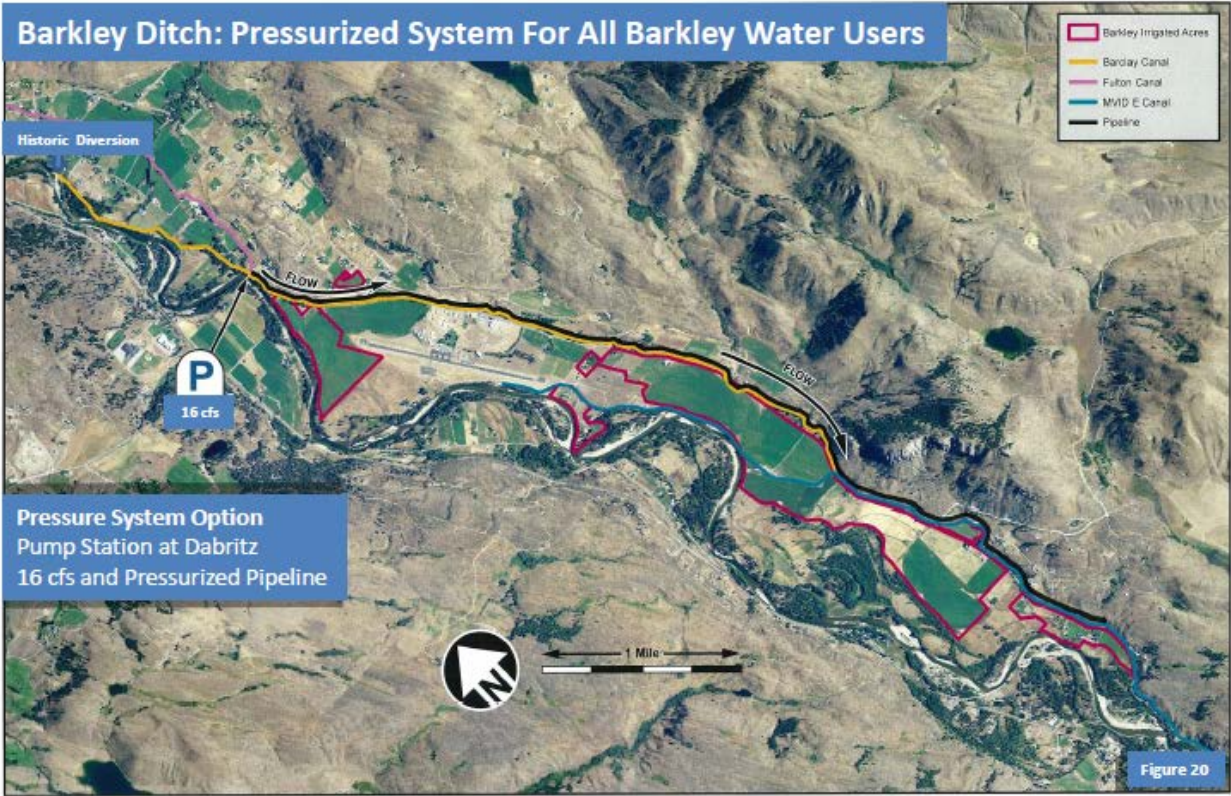 Barkley Ditch: Pressurized System For All Barkley Water Users
Barkley Irrigated Acres
Barclay Canal
Fulton Canal
MVID E Canal
Pipeline
Historic Diversion
FLOW
P
16 cfs
FLOW
Pressure System Option
Pump Station at Dabritz
16 cfs and Pressurized Pipeline
N
1 Mile
Figure 20